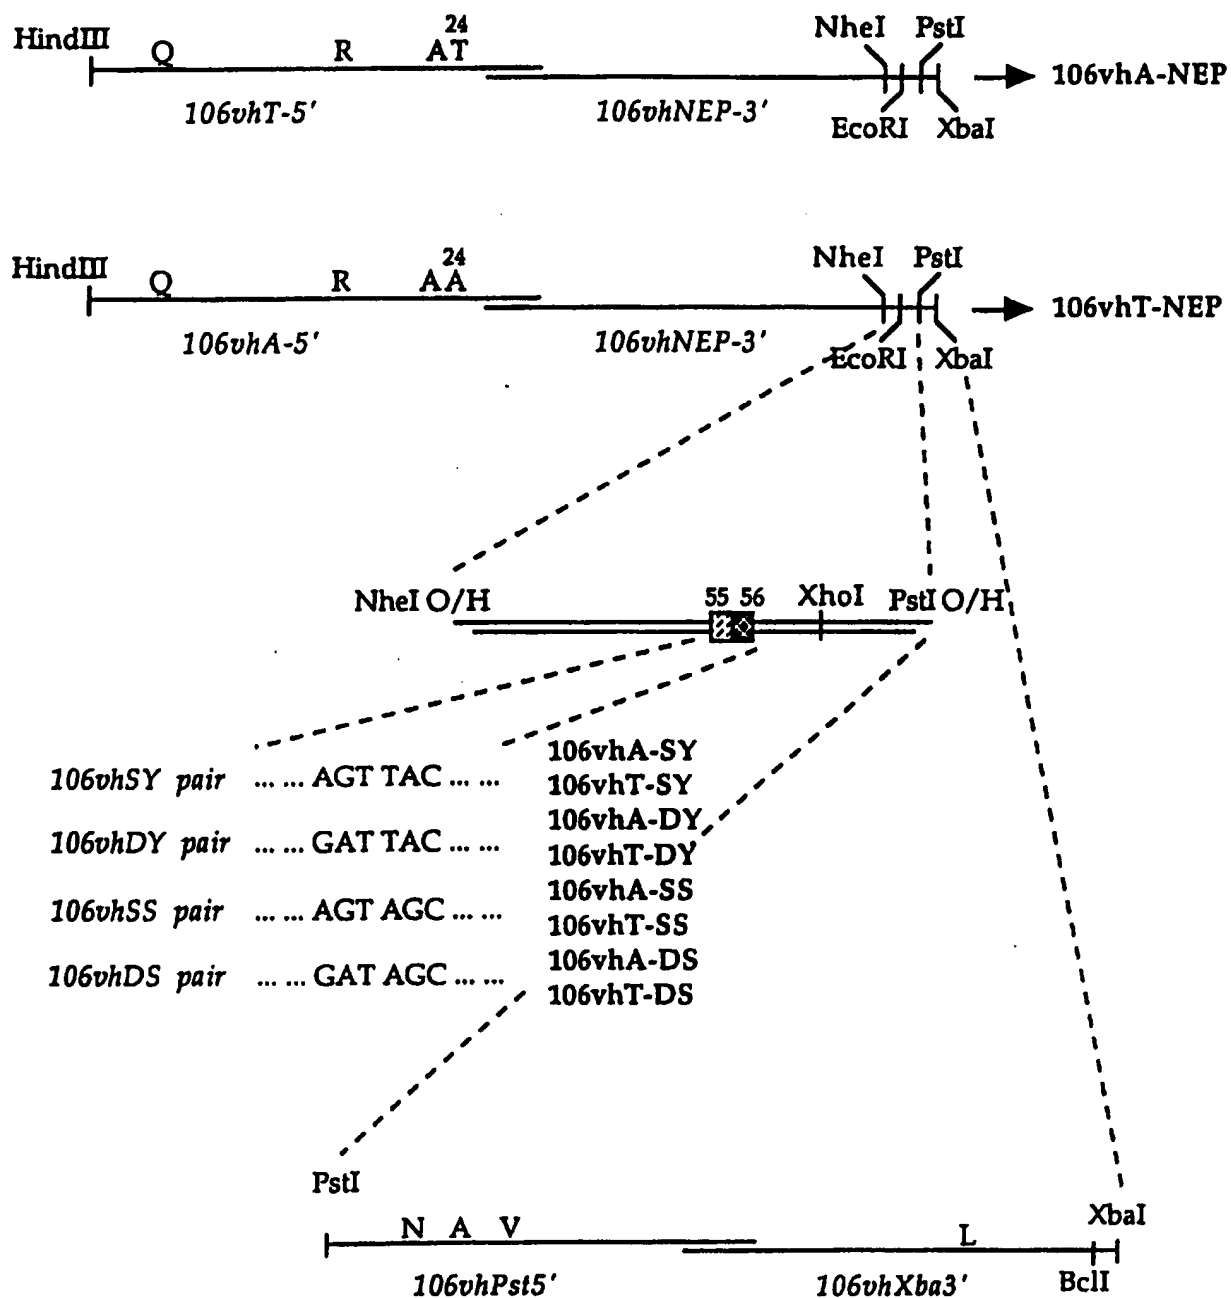 24
NheI PstI
HindIII Q R AT 106vhA-NEP
106vhT-5' 106vhNEP-3'
EcoRI XbaI
24
NheI PstI
HindIII Q R AA 106vhT-NEP
106vhA-5' 106vhNEP-3'
EcoRI XbaI
NheI O/H 55 56 XhoI PstI O/H
106vhA-SY
106vhSY pair ... ... AGT TAC ... ...
106vhT-SY
106vhA-DY
106vhDY pair ... ... GAT TAC ... ...
106vhT-DY
106vhA-SS
106vhSS pair ... ... AGT AGC ... ...
106vhT-SS
106vhA-DS
106vhDS pair ... ... GAT AGC ... ...
106vhT-DS
PstI
XbaI
N A V L
106vhPst5' 106vhXba3' BclI